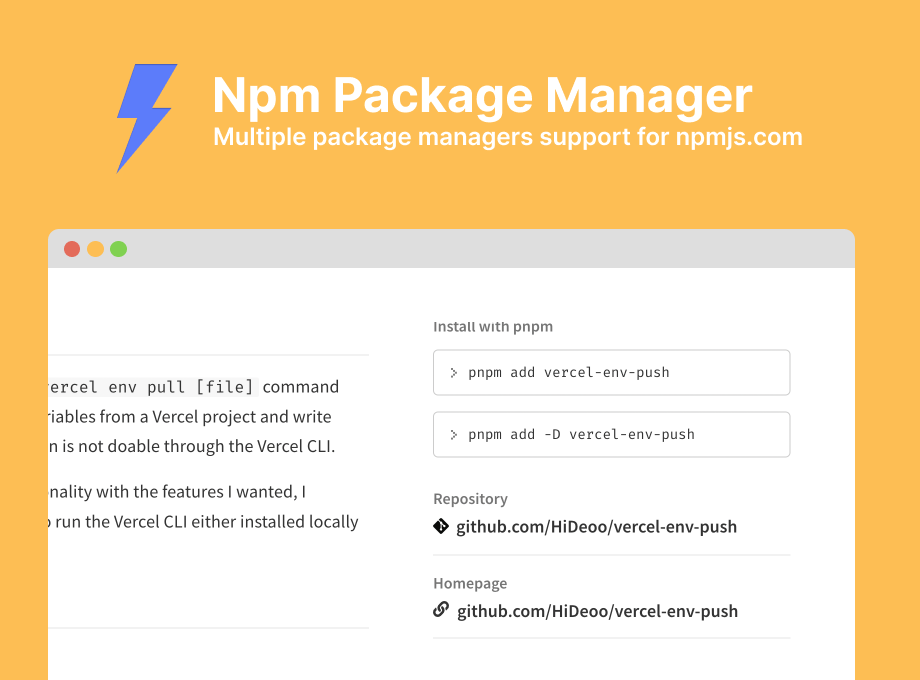 Npm Package Manager
Multiple package managers support for npmjs.com
Install with pnpm
> pnpm add vercel-env-push
> pnpm add -D vercel-env-push
Repository
github.com/HiDeoo/vercel-env-push
Homepage
github.com/HiDeoo/vercel-env-push
env pull [file] command
from a Vercel project and write
is not doable through the Vercel CLI.
with the features I wanted, I
run the Vercel CLI either installed locally